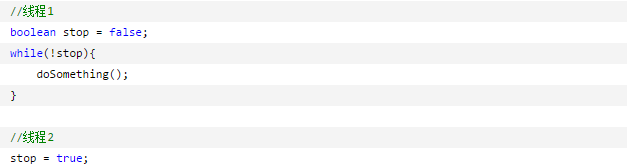 //线程1
boolean stop = false;
while(!stop){
    doSomething();
}
//线程2
stop = true;